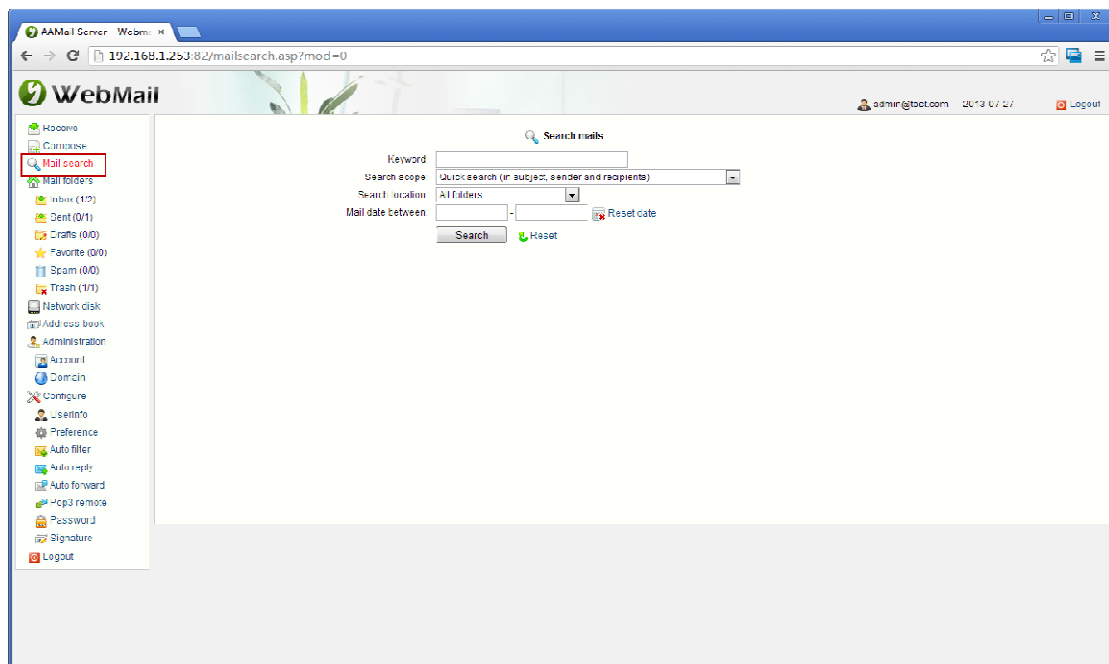 AAMail Server - Webm
192.168.1.253:82/mailsearch.asp?mod=0
WebMail
admin@test.com 2013-07-27 Logout
Receive
Compose
Mail search
Mail folders
Inbox (1/2)
Sent (0/1)
Drafts (0/0)
Favorite (0/0)
Spam (0/0)
Trash (1/1)
Network disk
Address book
Administration
Account
Domain
Configure
Userinfo
Preference
Auto filter
Auto reply
Auto forward
Pop3 remote
Password
Signature
Logout
Search mails
Keyword
Search scope Quick search (in subject, sender and recipients)
Search location All folders
Mail date between - Reset date
Search Reset